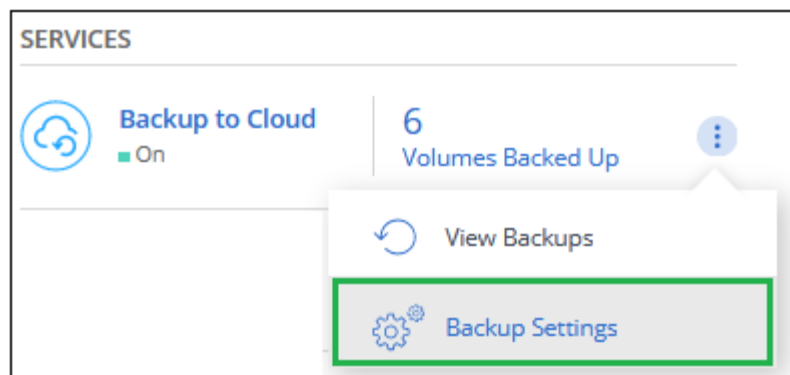 SERVICES
Backup to Cloud
On
6
Volumes Backed Up
View Backups
Backup Settings